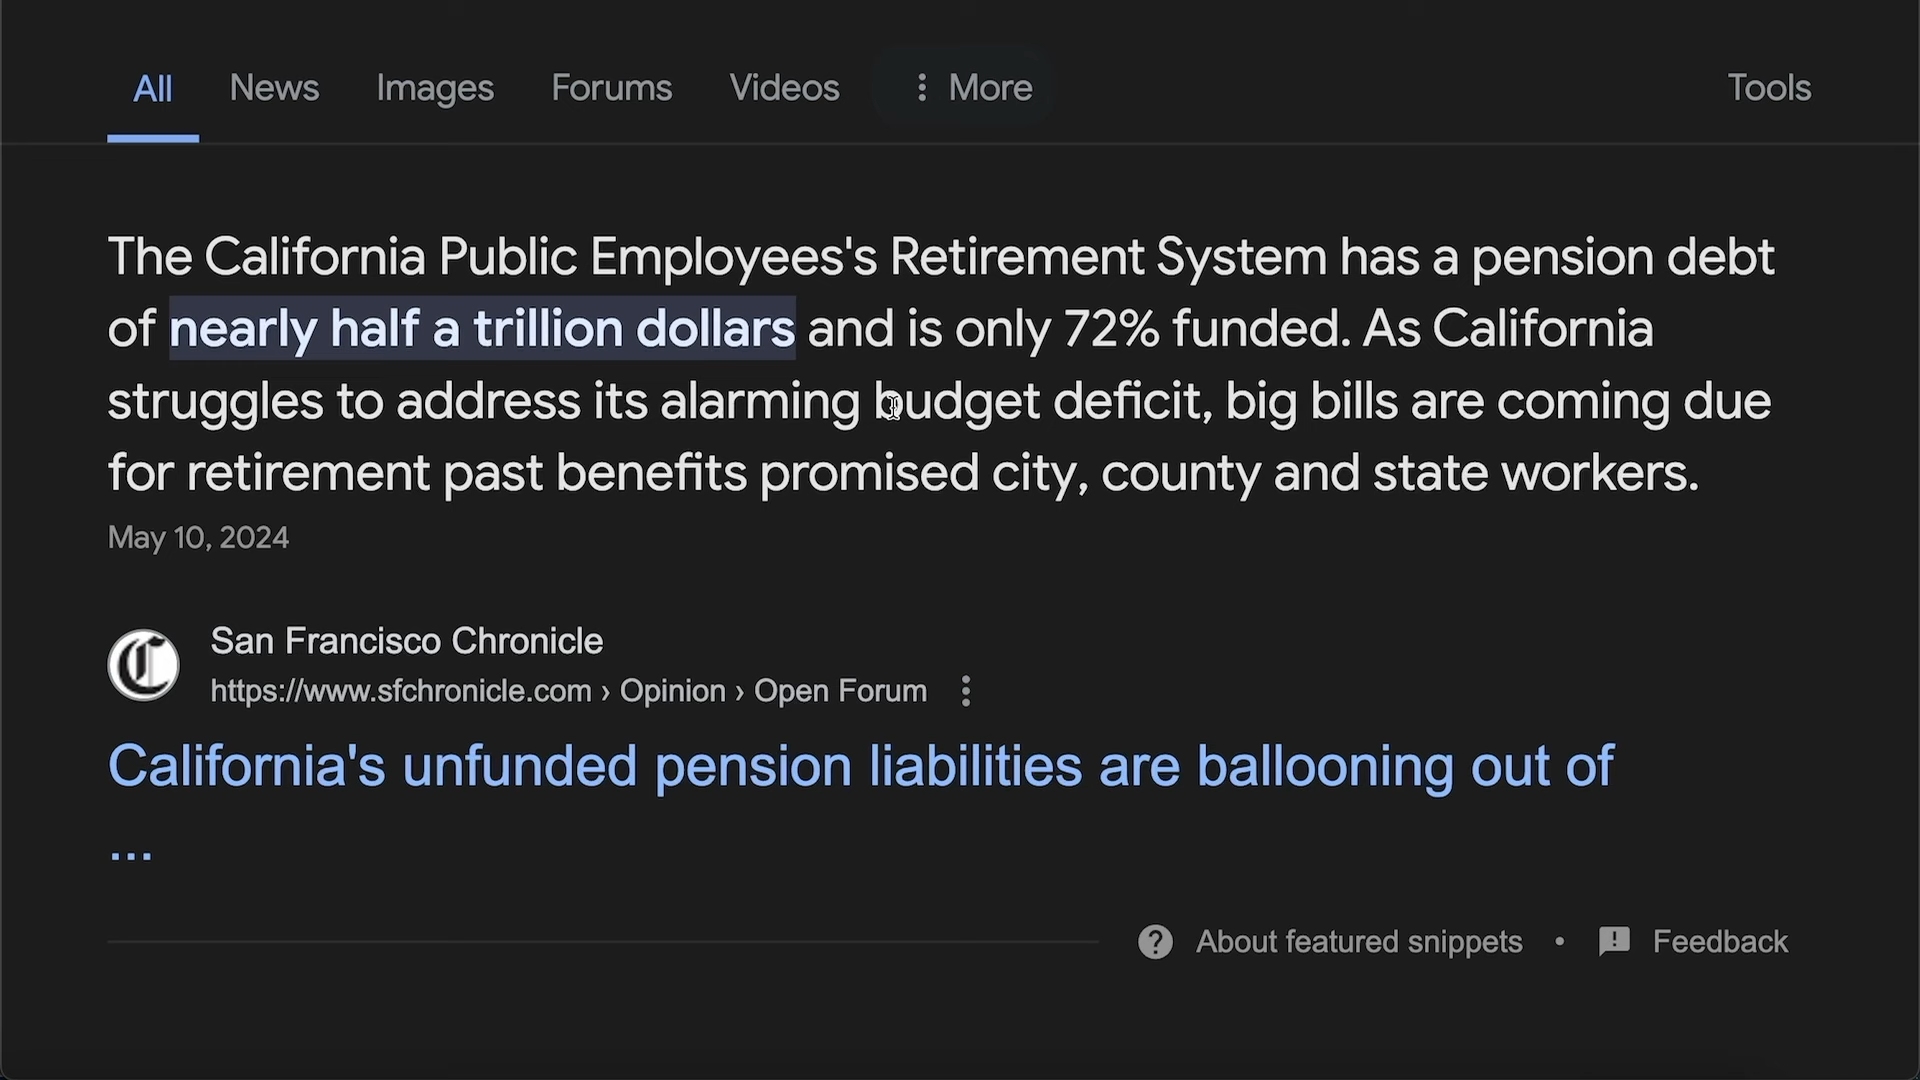 All News Images Forums Videos More Tools
The California Public Employees's Retirement System has a pension debt
of nearly half a trillion dollars and is only 72% funded. As California
struggles to address its alarming budget deficit, big bills are coming due
for retirement past benefits promised city, county and state workers.
May 10, 2024
San Francisco Chronicle
https://www.sfchronicle.com › Opinion › Open Forum
California's unfunded pension liabilities are ballooning out of
...
About featured snippets • Feedback